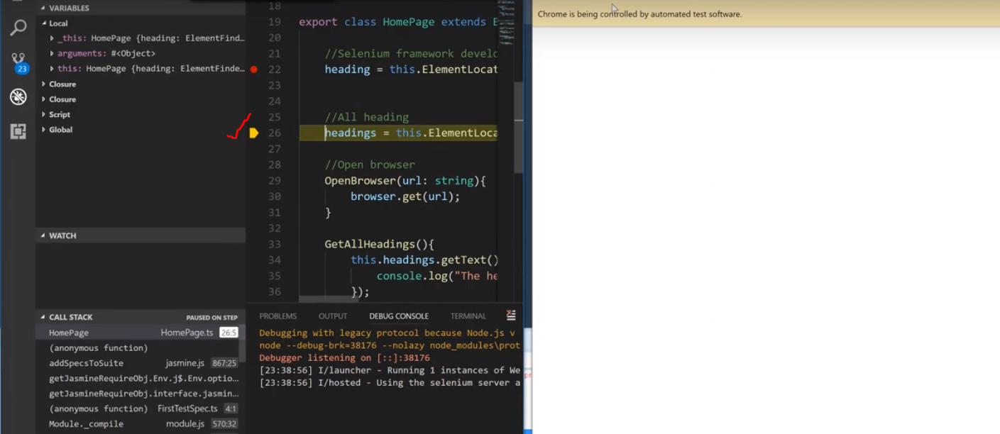 VARIABLES
Local
_this: HomePage {heading: ElementFind…
arguments: #<Object>
this: HomePage {heading: ElementFinde…
Closure
Closure
Script
Global
23
WATCH
CALL STACK PAUSED ON STEP
HomePage HomePage.ts 26:5
(anonymous function)
addSpecsToSuite jasmine.js 867:25
getJasmineRequireObj.Env.j$.Env.optio…
getJasmineRequireObj.interface.jasmin…
(anonymous function) FirstTestSpec.ts 4:1
Module._compile module.js 570:32
18
19 export class HomePage extends B
20
21 //Selenium framework develo
22 heading = this.ElementLocat
23
24
25 //All heading
26 headings = this.ElementLoca
27
28 //Open browser
29 OpenBrowser(url: string){
30 browser.get(url);
31 }
32
33 GetAllHeadings(){
34 this.headings.getText()
35 console.log("The he
36 });
PROBLEMS OUTPUT DEBUG CONSOLE TERMINAL
Debugging with legacy protocol because Node.js v
node --debug-brk=38176 --nolazy node_modules\prot
Debugger listening on [::]:38176
[23:38:56] I/launcher - Running 1 instances of We
[23:38:56] I/hosted - Using the selenium server a
Chrome is being controlled by automated test software.